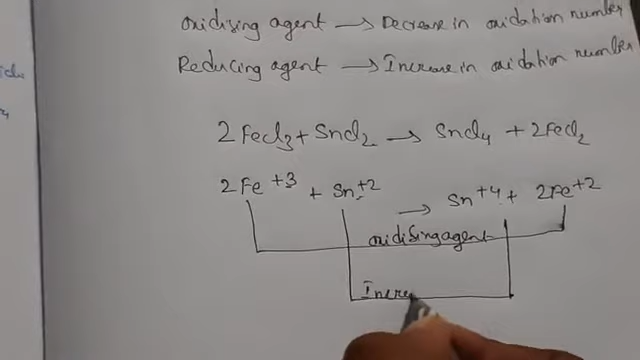 oxidising agent → Decrease in oxidation number
Reducing agent → Increase in oxidation number
2FeCl3 + SnCl2 → SnCl4 + 2FeCl2
2Fe+3 + Sn+2 → Sn+4 + 2Fe+2
oxidising agent
Incre